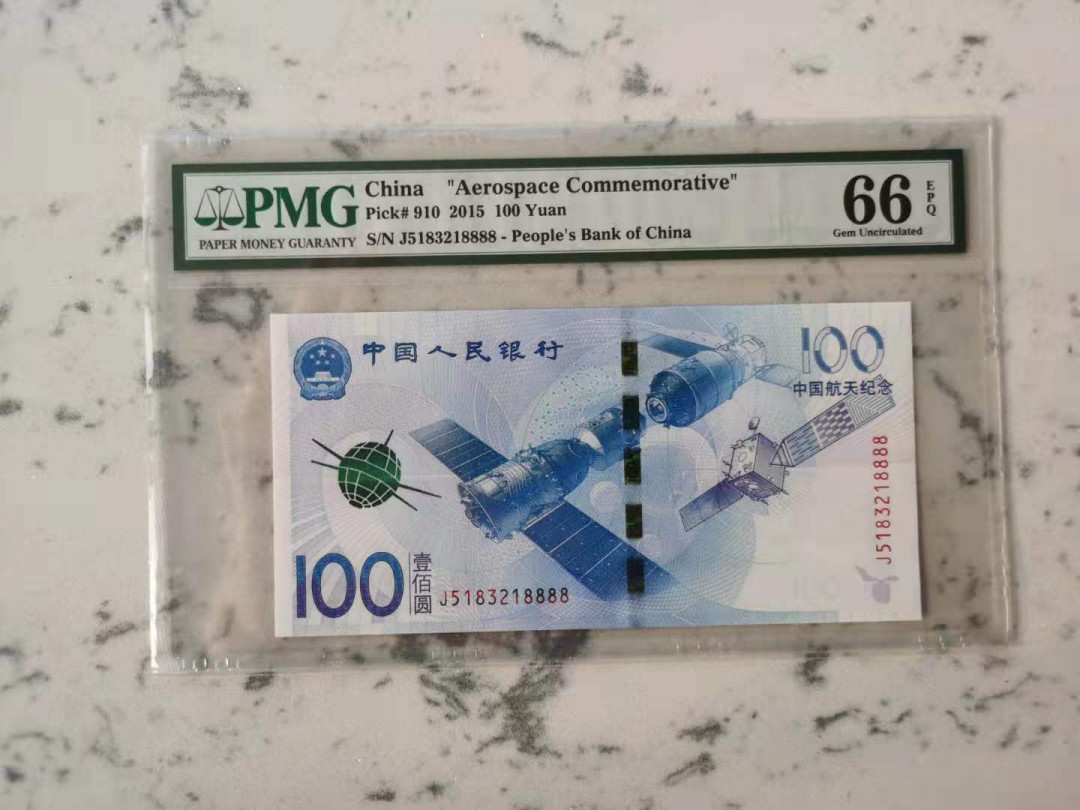 PMG
PAPER MONEY GUARANTY
China "Aerospace Commemorative"
Pick# 910 2015 100 Yuan
S/N J5183218888 - People's Bank of China
66 EPQ
Gem Uncirculated
中国人民银行
100
中国航天纪念
J5183218888
100
壹佰圆
J5183218888